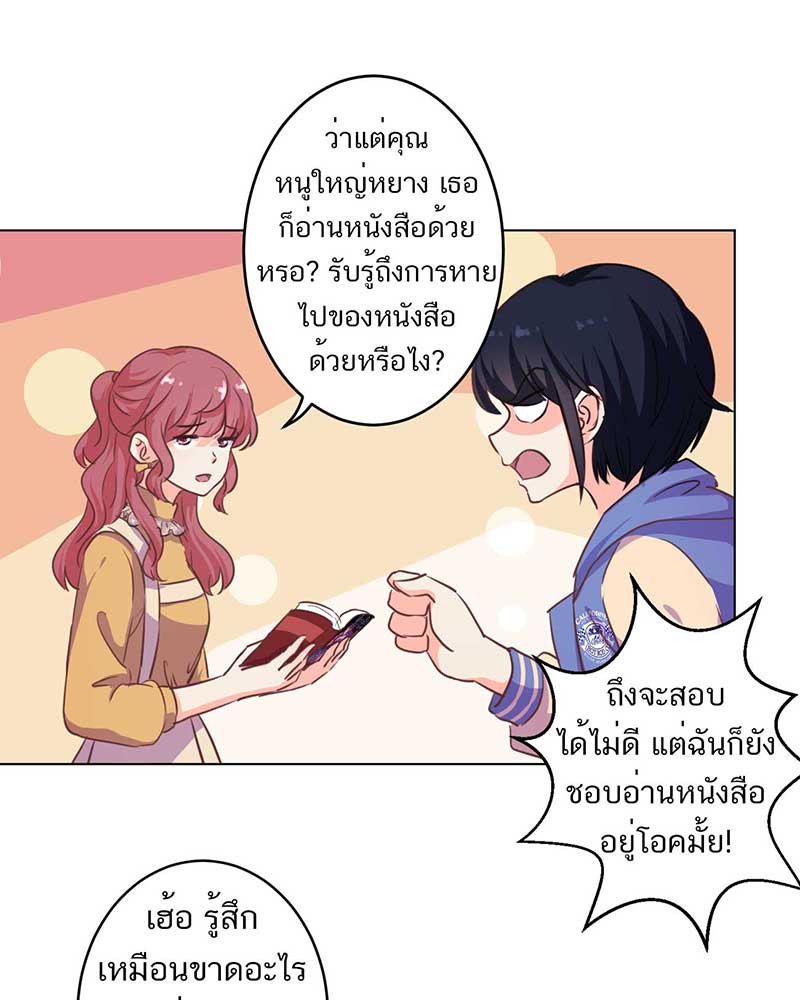 ว่าแต่คุณ
หนูใหญ่หยาง เธอ
ก็อ่านหนังสือด้วย
หรอ? รับรู้ถึงการหาย
ไปของหนังสือ
ด้วยหรือไง?
ถึงจะสอบ
ได้ไม่ดี แต่ฉันก็ยัง
ชอบอ่านหนังสือ
อยู่โอคมั้ย!
เฮ้อ รู้สึก
เหมือนขาดอะไร